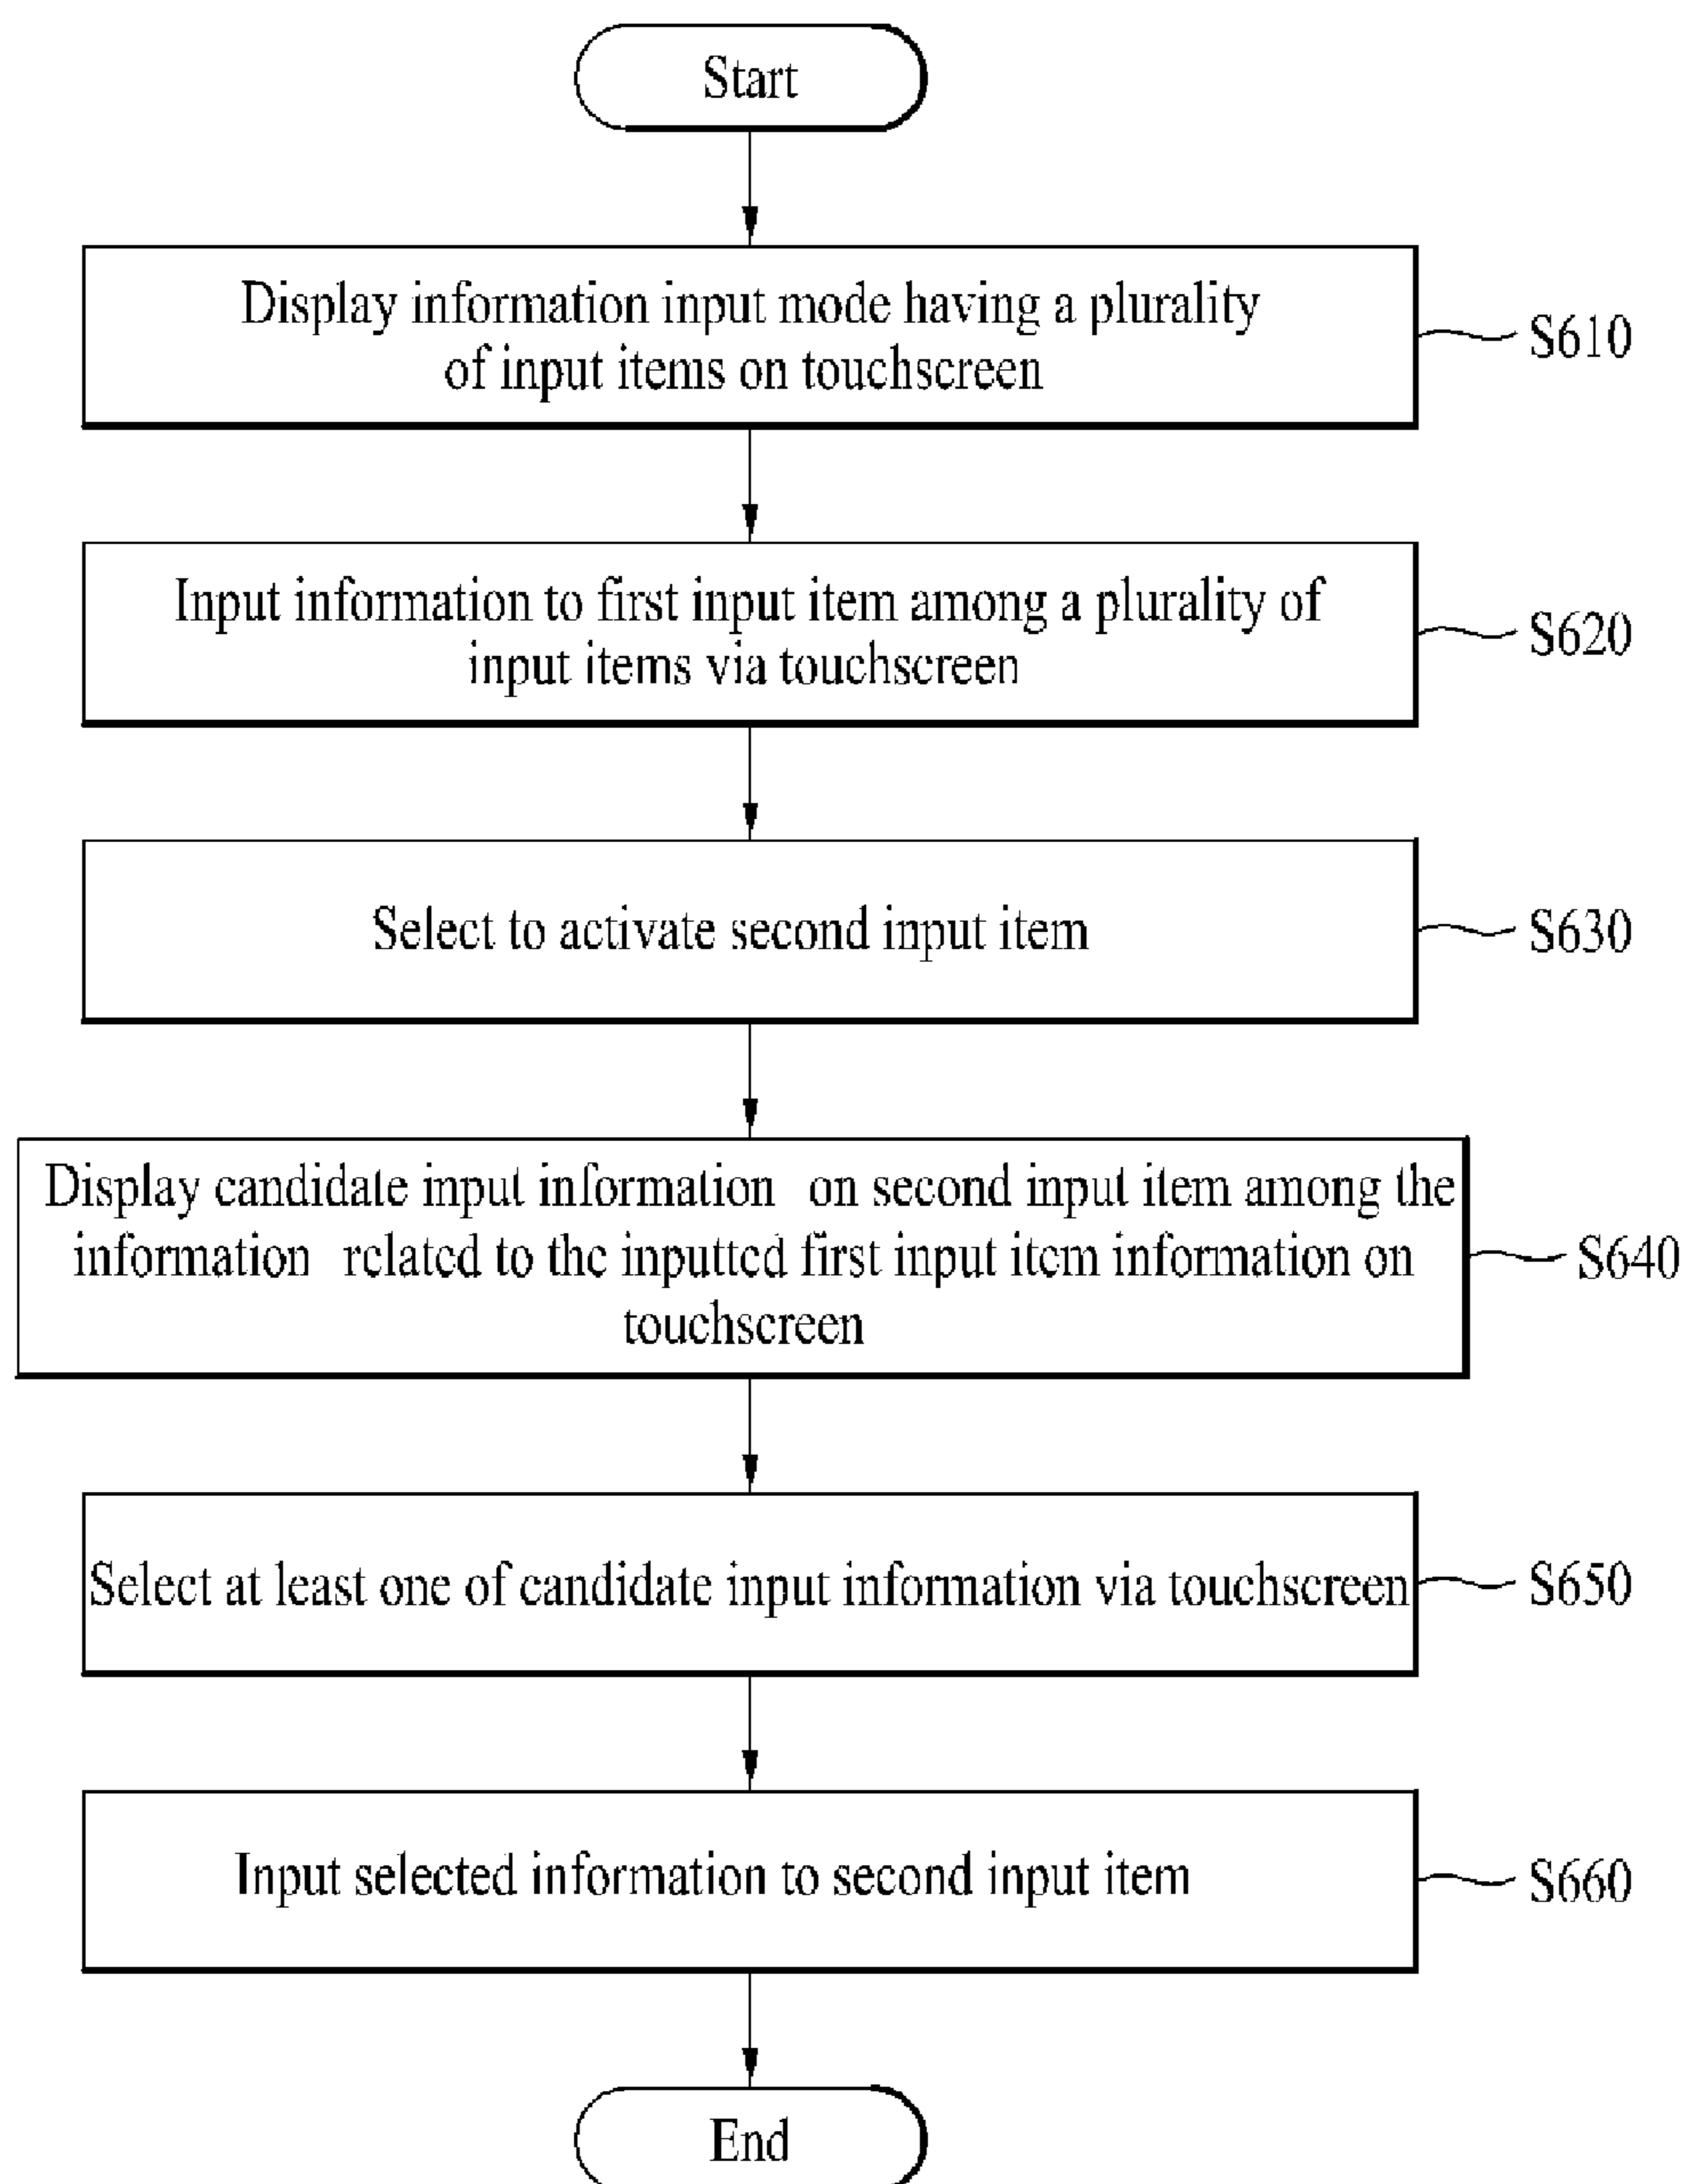 Start
Display information input mode having a plurality
of input items on touchscreen
S610
Input information to first input item among a plurality of
input items via touchscreen
S620
Select to activate second input item
S630
Display candidate input information on second input item among the
information related to the inputted first input item information on
touchscreen
S640
Select at least one of candidate input information via touchscreen
S650
Input selected information to second input item
S660
End